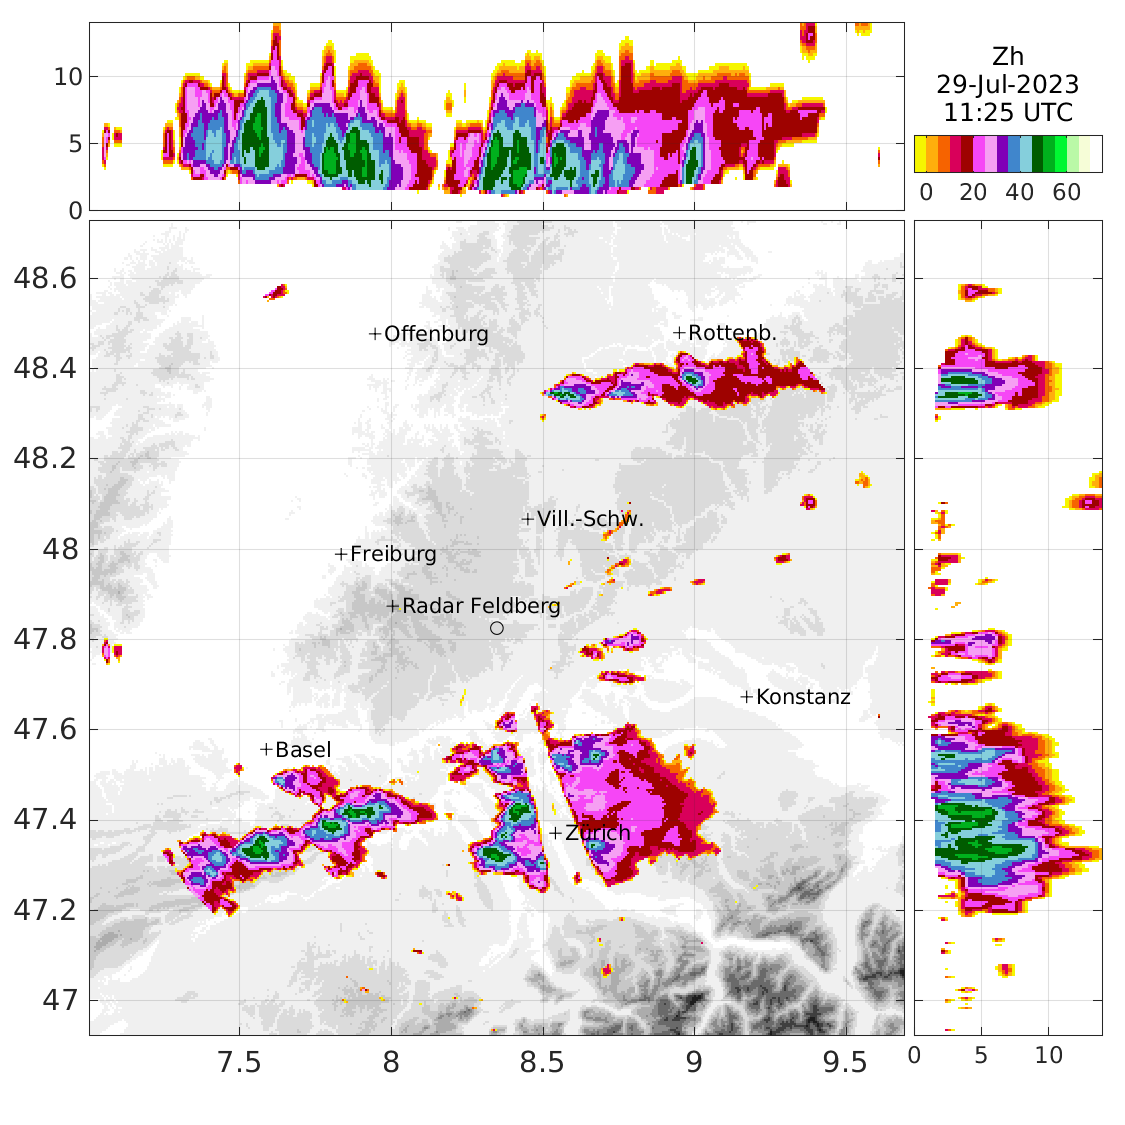 Zh
29-Jul-2023
11:25 UTC
0 20 40 60
10
5
0
48.6
48.4
48.2
48
47.8
47.6
47.4
47.2
47
Offenburg
Rottenb.
Vill.-Schw.
Freiburg
Radar Feldberg
Konstanz
Basel
Zürich
7.5 8 8.5 9 9.5
0 5 10